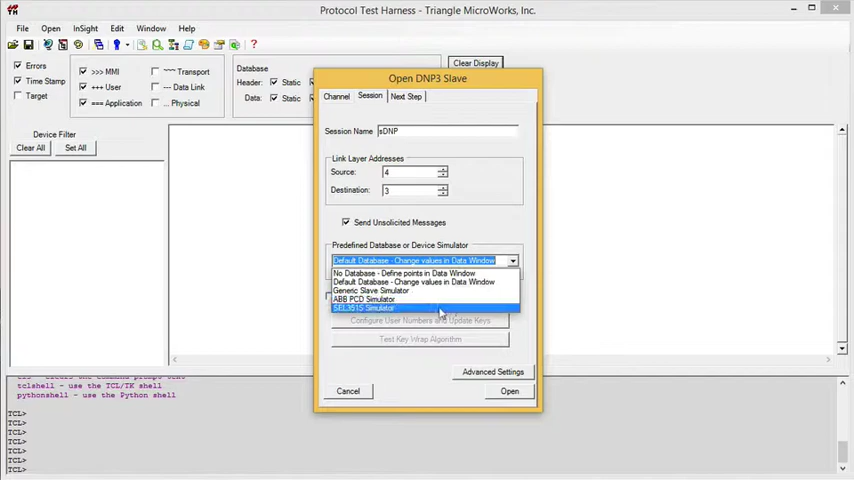 Protocol Test Harness - Triangle MicroWorks, Inc.
File Open InSight Edit Window Help
Errors
Time Stamp
Target
>>> MMI
+++ User
=== Application
~~~ Transport
--- Data Link
... Physical
Database
Header: Static
Data: Static
Clear Display
Device Filter
Clear All Set All
Open DNP3 Slave
Channel Session Next Step
Session Name sDNP
Link Layer Addresses
Source: 4
Destination: 3
Send Unsolicited Messages
Predefined Database or Device Simulator
Default Database - Change values in Data Window
No Database - Define points in Data Window
Default Database - Change values in Data Window
Generic Slave Simulator
ABB PCD Simulator
SEL351S Simulator
Configure User Numbers and Update Keys
Test Key Wrap Algorithm
Advanced Settings
Cancel Open
tclshell - use the TCL/TK shell
pythonshell - use the Python shell
TCL>
TCL>
TCL>
TCL>
TCL>
TCL>
TCL>